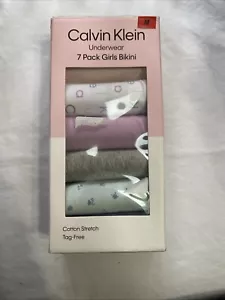 M
Calvin Klein
Underwear
7 Pack Girls Bikini
Cotton Stretch
Tag-Free